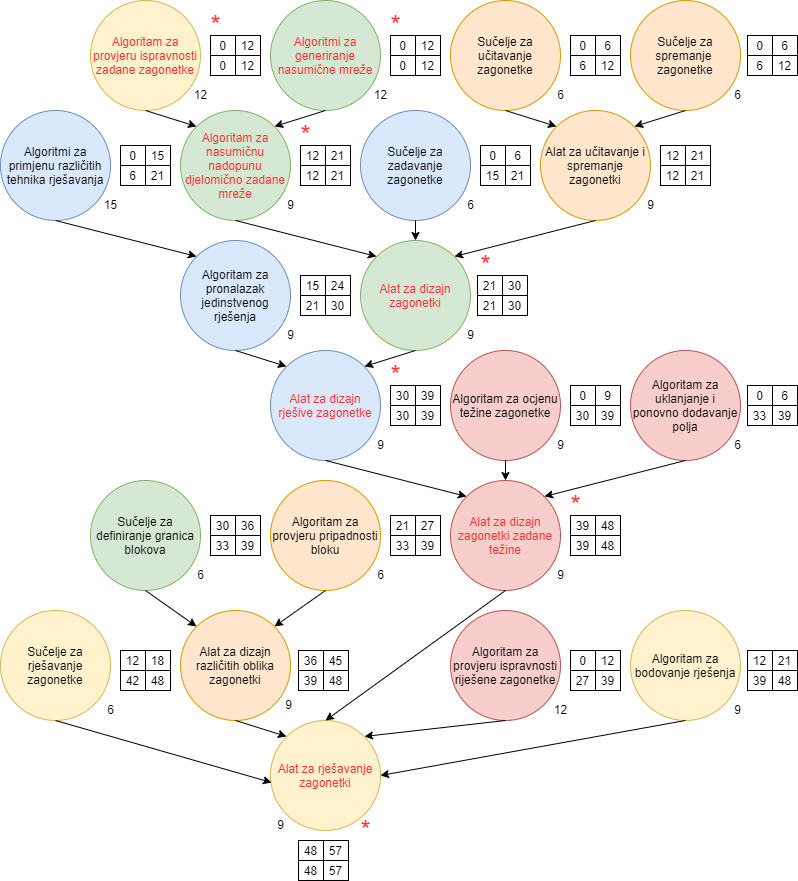 Algoritam za
provjeru ispravnosti
zadane zagonetke
*
0 12
0 12
12
Algoritmi za
generiranje
nasumične mreže
*
0 12
0 12
12
Sučelje za
učitavanje
zagonetke
0 6
6 12
6
Sučelje za
spremanje
zagonetke
0 6
6 12
6
Algoritmi za
primjenu različitih
tehnika rješavanja
0 15
6 21
15
Algoritam za
nasumičnu
nadopunu
djelomično zadane
mreže
*
12 21
12 21
9
Sučelje za
zadavanje
zagonetke
0 6
15 21
6
Alat za učitavanje i
spremanje
zagonetki
12 21
12 21
9
Algoritam za
pronalazak
jedinstvenog
rješenja
15 24
21 30
9
Alat za dizajn
zagonetki
*
21 30
21 30
9
Alat za dizajn
rješive zagonetke
*
30 39
30 39
9
Algoritam za ocjenu
težine zagonetke
0 9
30 39
9
Algoritam za
uklanjanje i
ponovno dodavanje
polja
0 6
33 39
6
Sučelje za
definiranje granica
blokova
30 36
33 39
6
Algoritam za
provjeru pripadnosti
bloku
21 27
33 39
6
Alat za dizajn
zagonetki zadane
težine
*
39 48
39 48
9
Sučelje za
rješavanje
zagonetke
12 18
42 48
6
Alat za dizajn
različitih oblika
zagonetki
36 45
39 48
9
Algoritam za
provjeru ispravnosti
riješene zagonetke
0 12
27 39
12
Algoritam za
bodovanje rješenja
12 21
39 48
9
Alat za rješavanje
zagonetki
9
*
48 57
48 57